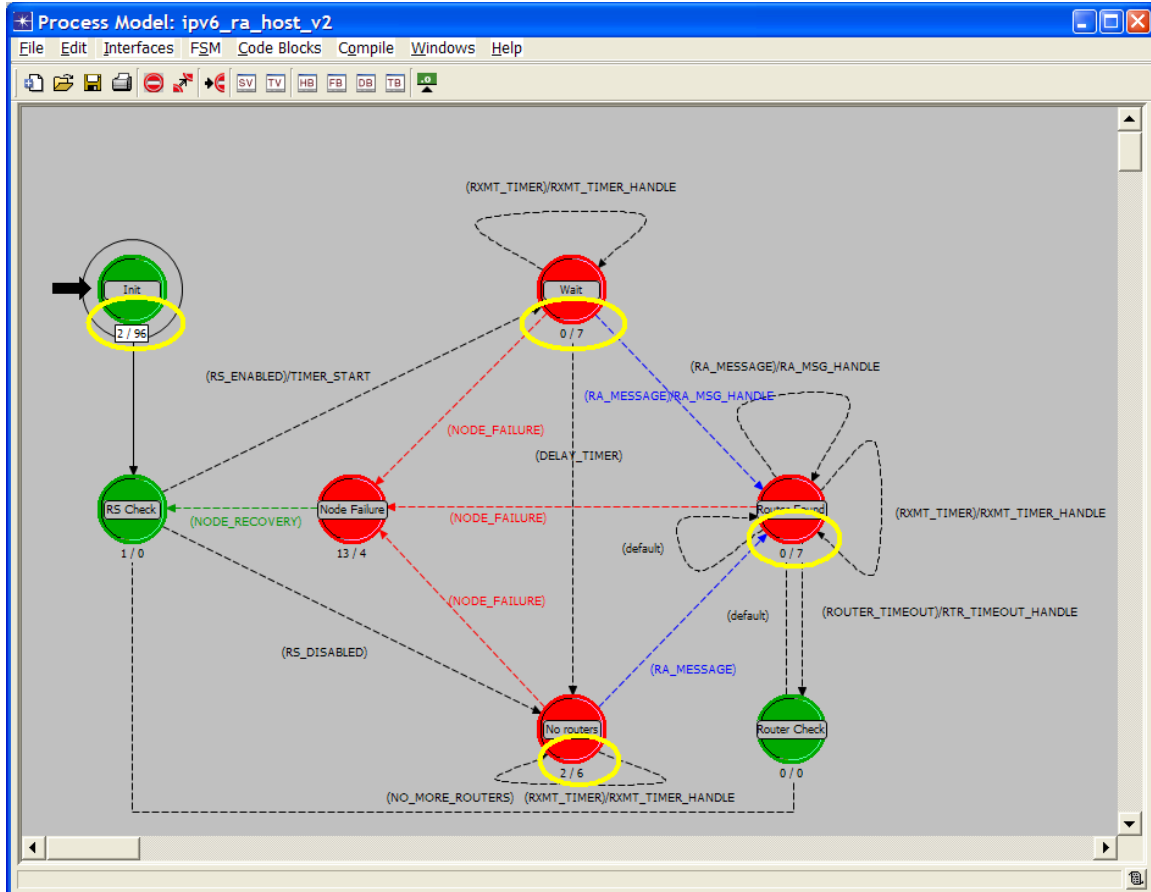 Process Model: ipv6_ra_host_v2
File Edit Interfaces FSM Code Blocks Compile Windows Help
SV TV HB FB DB TB .0
(RXMT_TIMER)/RXMT_TIMER_HANDLE
Init
Wait
2 / 96
0 / 7
(RS_ENABLED)/TIMER_START
(RA_MESSAGE)/RA_MSG_HANDLE
(RA_MESSAGE)/RA_MSG_HANDLE
(NODE_FAILURE)
(DELAY_TIMER)
RS Check
Node Failure
Router Found
(NODE_RECOVERY)
(NODE_FAILURE)
(RXMT_TIMER)/RXMT_TIMER_HANDLE
1 / 0
13 / 4
(default)
0 / 7
(NODE_FAILURE)
(default)
(ROUTER_TIMEOUT)/RTR_TIMEOUT_HANDLE
(RS_DISABLED)
(RA_MESSAGE)
No routers
Router Check
2 / 6
0 / 0
(NO_MORE_ROUTERS) (RXMT_TIMER)/RXMT_TIMER_HANDLE